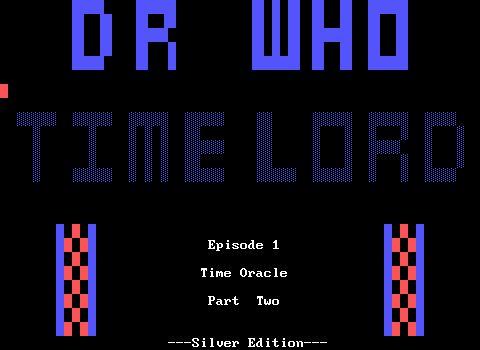 DR WHO
TIME LORD
Episode 1
Time Oracle
Part Two
---Silver Edition---